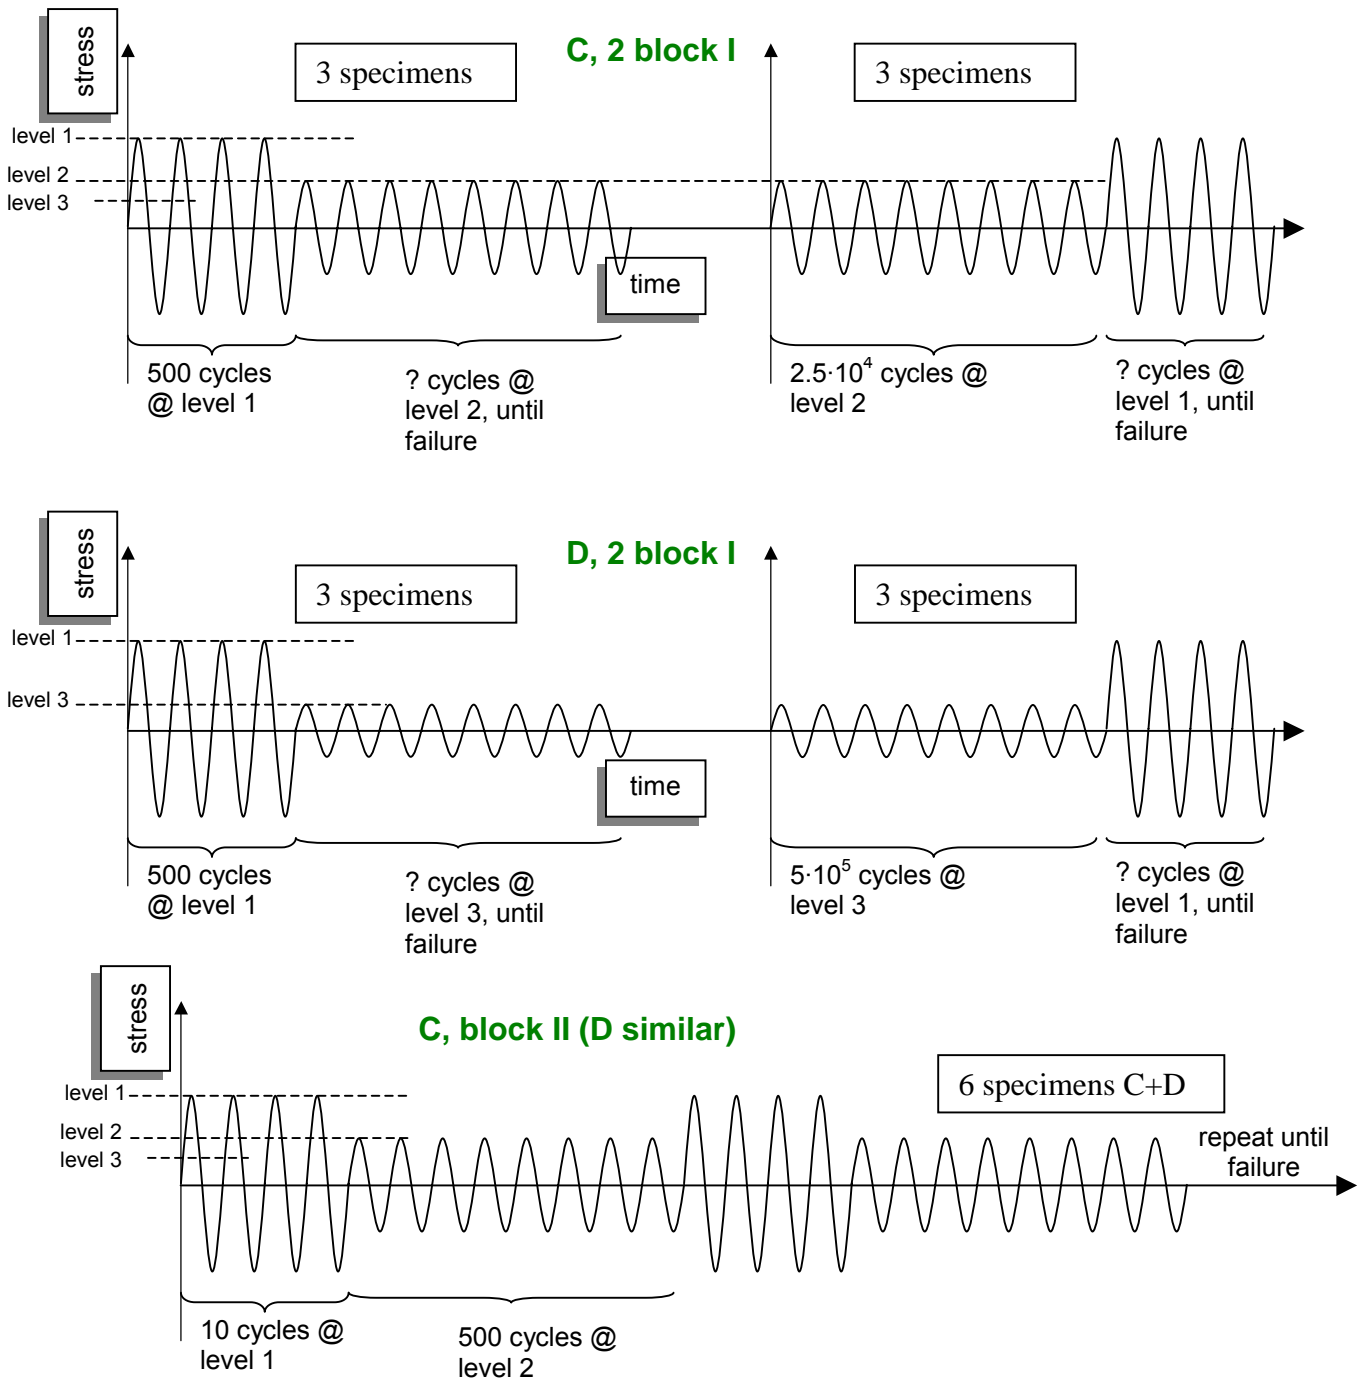 stress
C, 2 block I
3 specimens
3 specimens
level 1
level 2
level 3
time
500 cycles
@ level 1
? cycles @
level 2, until
failure
2.5·10⁴ cycles @
level 2
? cycles @
level 1, until
failure
stress
D, 2 block I
3 specimens
3 specimens
level 1
level 3
time
500 cycles
@ level 1
? cycles @
level 3, until
failure
5·10⁵ cycles @
level 3
? cycles @
level 1, until
failure
stress
C, block II (D similar)
6 specimens C+D
level 1
level 2
level 3
repeat until
failure
10 cycles @
level 1
500 cycles @
level 2